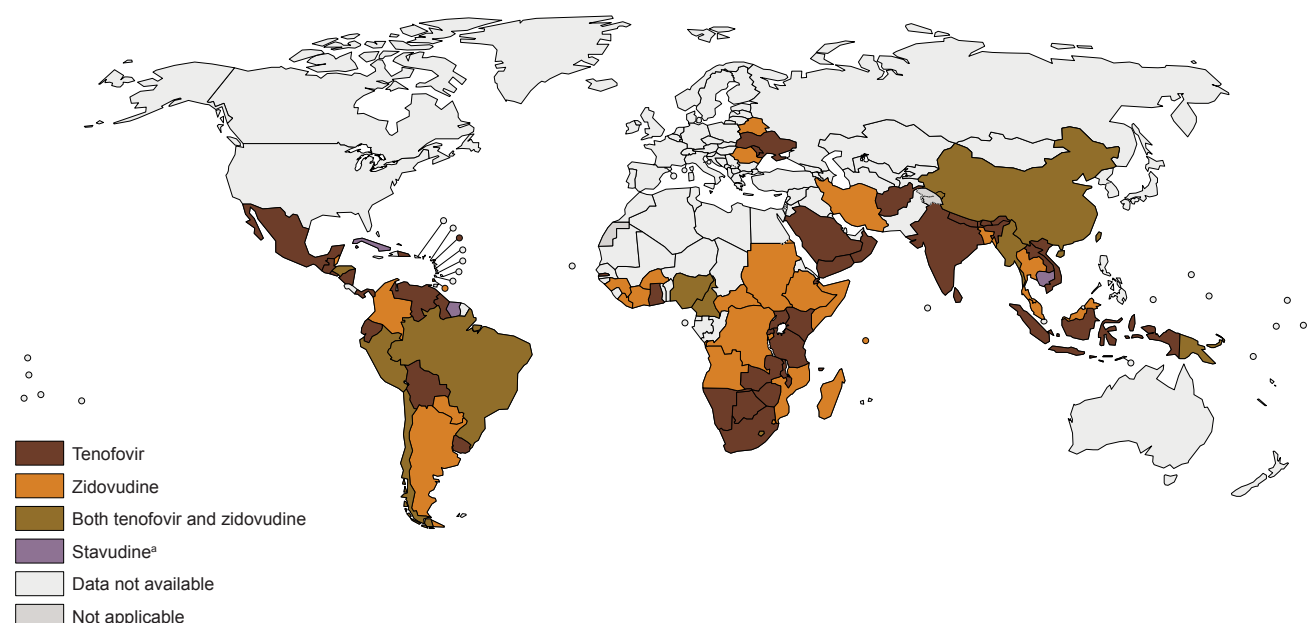 Tenofovir
Zidovudine
Both tenofovir and zidovudine
Stavudineᵃ
Data not available
Not applicable